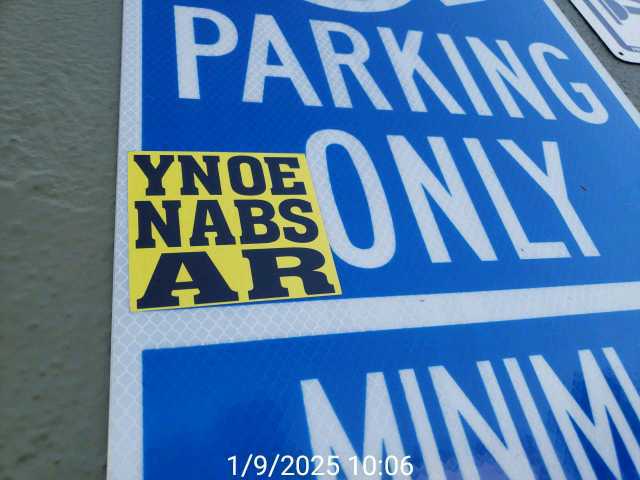 PARKING
ONLY
YNOE
NABS
AR
1/9/2025 10:06